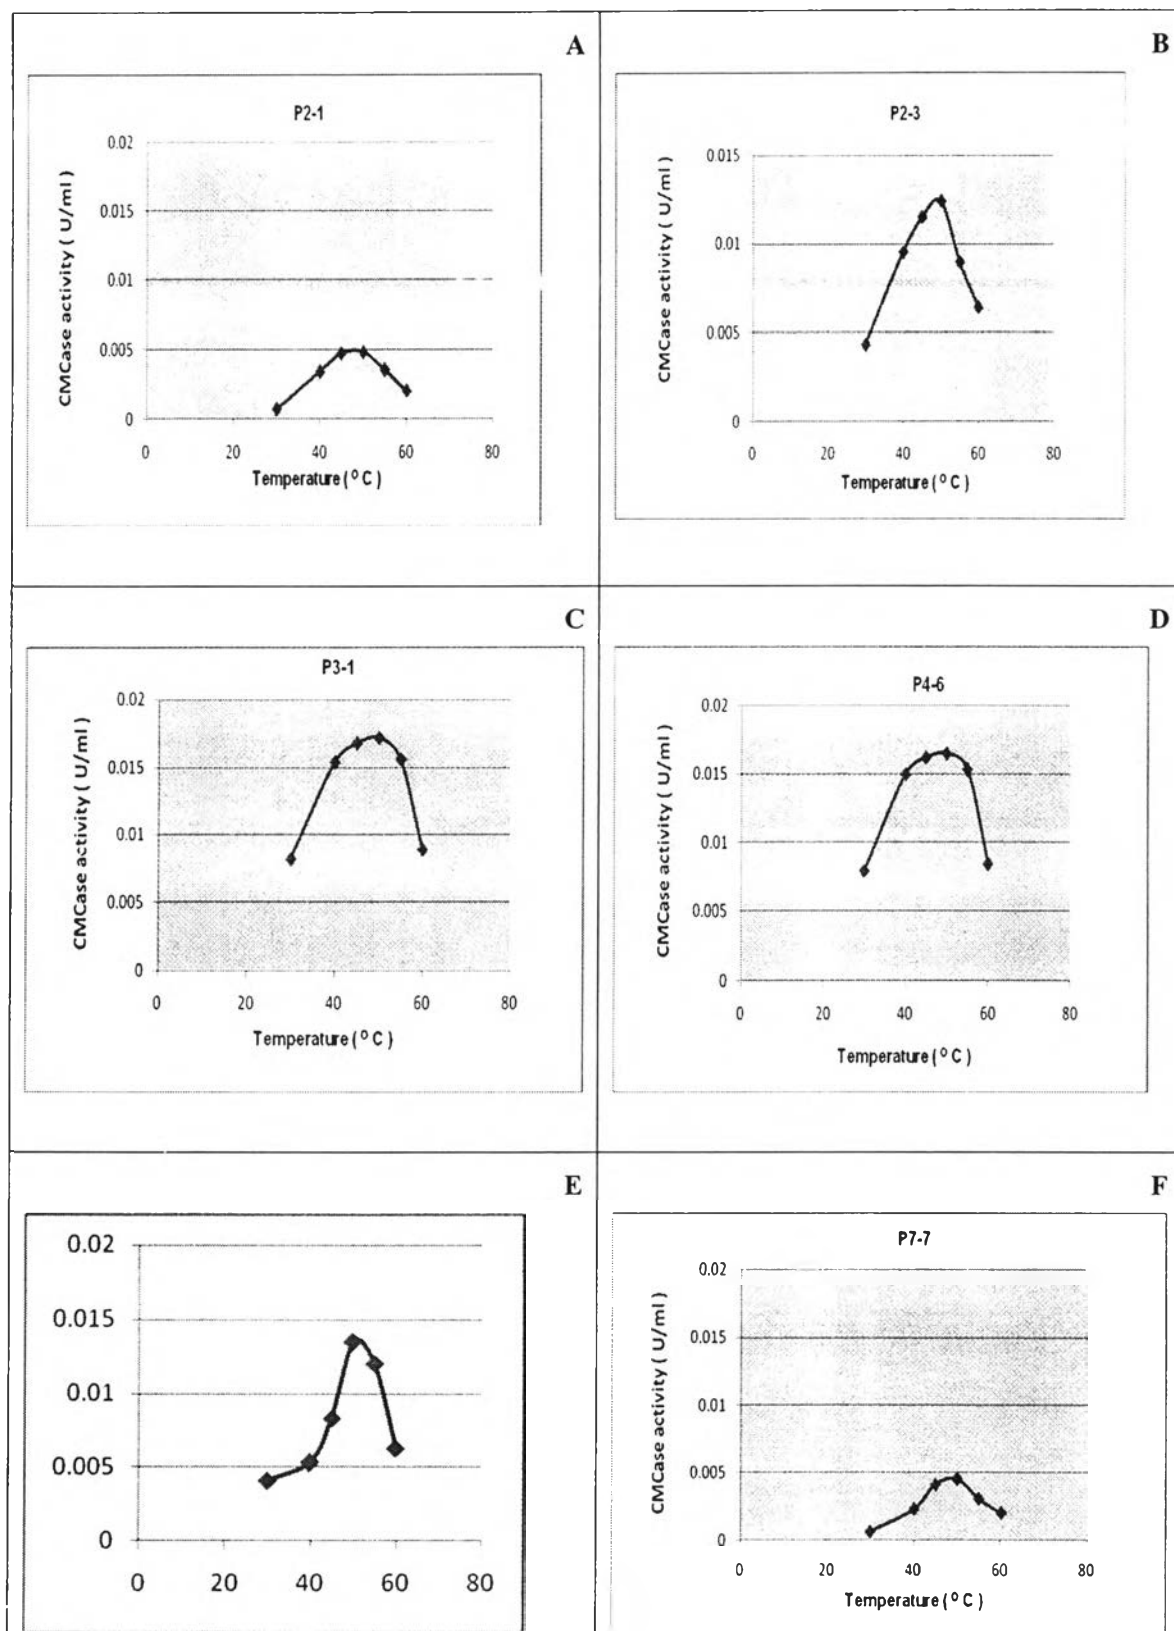 A
P2-1
CMCase activity ( U/ml )
0.02
0.015
0.01
0.005
0
0 20 40 60 80
Temperature ( °C )
B
P2-3
CMCase activity ( U/ml )
0.015
0.01
0.005
0
0 20 40 60 80
Temperature ( °C )
C
P3-1
CMCase activity ( U/ml )
0.02
0.015
0.01
0.005
0
0 20 40 60 80
Temperature ( °C )
D
P4-6
CMCase activity ( U/ml )
0.02
0.015
0.01
0.005
0
0 20 40 60 80
Temperature ( °C )
E
0.02
0.015
0.01
0.005
0
0 20 40 60 80
F
P7-7
CMCase activity ( U/ml )
0.02
0.015
0.01
0.005
0
0 20 40 60 80
Temperature ( °C )